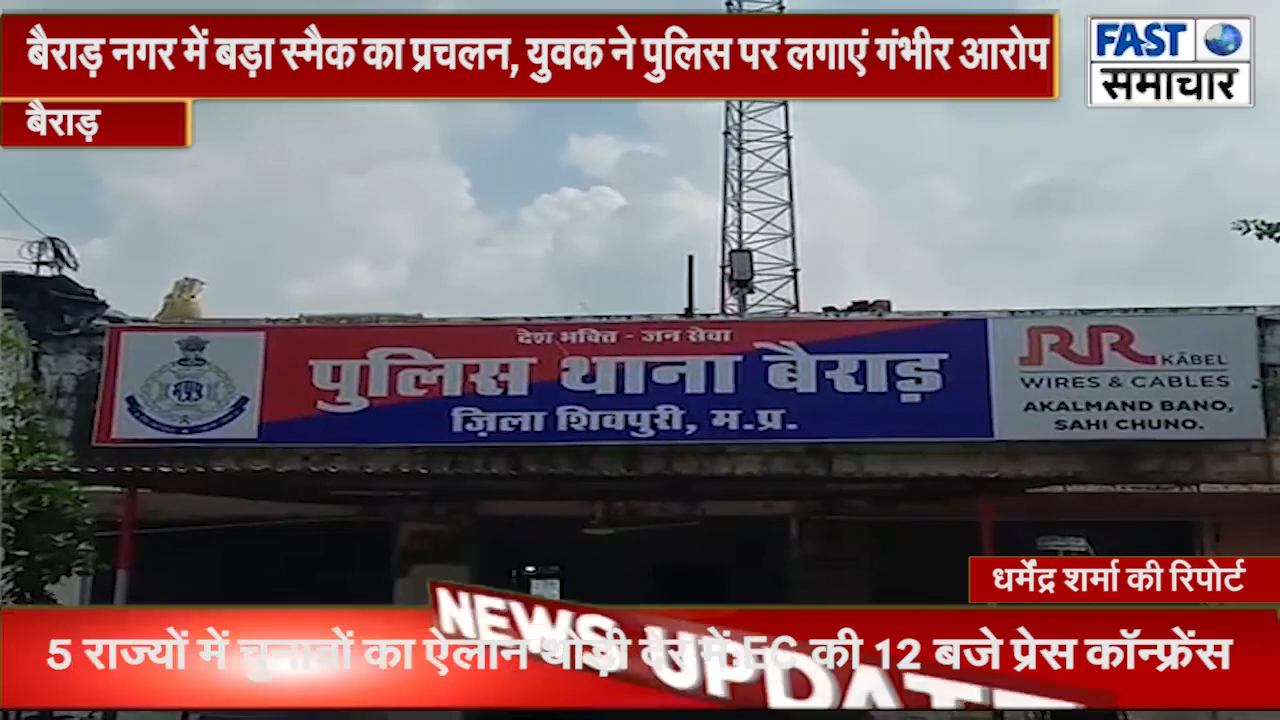 बैराड़ नगर में बड़ा स्मैक का प्रचलन, युवक ने पुलिस पर लगाएं गंभीर आरोप
FAST
समाचार
बैराड़
देश भक्ति - जन सेवा
पुलिस थाना बैराड़
ज़िला शिवपुरी, म.प्र.
RR KABEL
WIRES & CABLES
AKALMAND BANO,
SAHI CHUNO.
धर्मेंद्र शर्मा की रिपोर्ट
NEWS UPDATE
5 राज्यों में चुनावों का ऐलान थोड़ी देर में EC की 12 बजे प्रेस कॉन्फ्रेंस